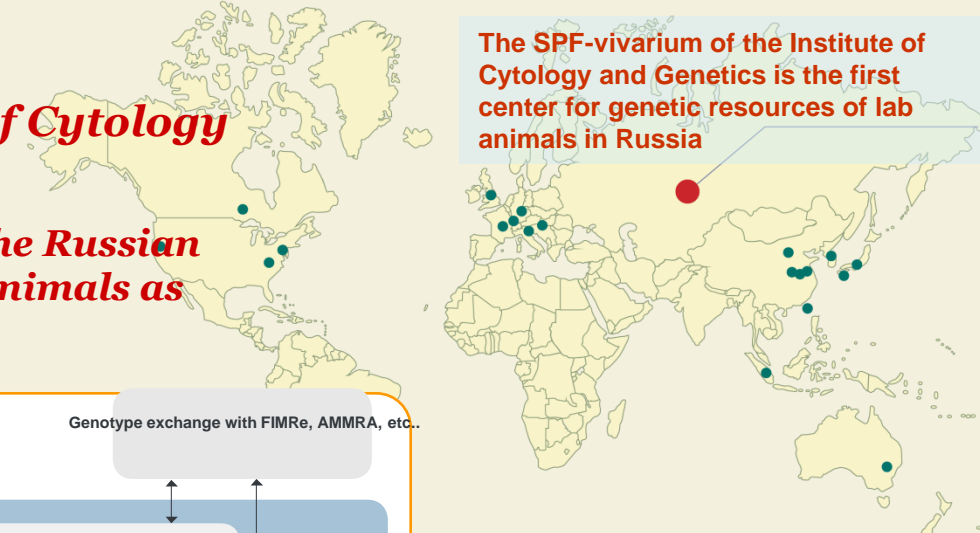 f Cytology
he Russian
nimals as
The SPF-vivarium of the Institute of
Cytology and Genetics is the first
center for genetic resources of lab
animals in Russia
Genotype exchange with FIMRe, AMMRA, etc..